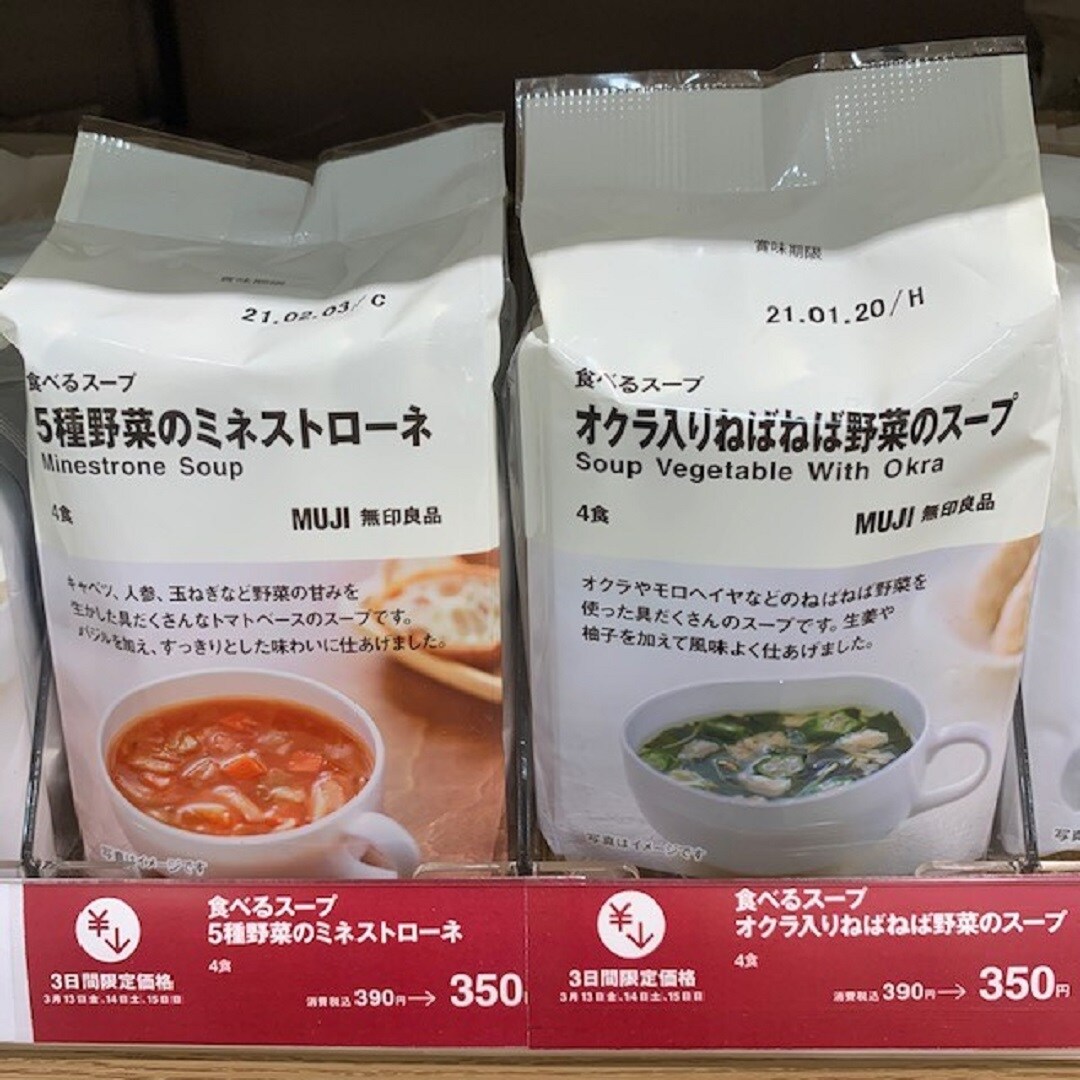 賞味期限
21.02.03/C
食べるスープ
5種野菜のミネストローネ
Minestrone Soup
4食
MUJI 無印良品
キャベツ、人参、玉ねぎなど野菜の甘みを
生かした具だくさんなトマトベースのスープです。
バジルを加え、すっきりとした味わいに仕あげました。
写真はイメージです
賞味期限
21.01.20/H
食べるスープ
オクラ入りねばねば野菜のスープ
Soup Vegetable With Okra
4食
MUJI 無印良品
オクラやモロヘイヤなどのねばねば野菜を
使った具だくさんのスープです。生姜や
柚子を加えて風味よく仕あげました。
写真はイメージです
写真
¥↓
3日間限定価格
3月13日金、14日土、15日日
食べるスープ
5種野菜のミネストローネ
4食
消費税込390円→350
¥↓
3日間限定価格
3月13日金、14日土、15日日
食べるスープ
オクラ入りねばねば野菜のスープ
4食
消費税込390円→350円